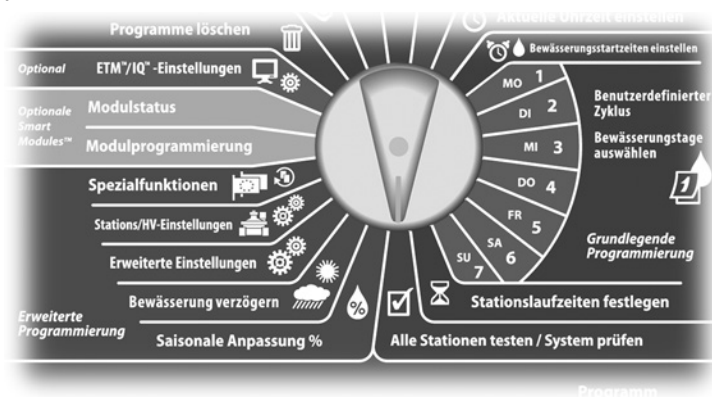 Programme löschen
Optional
ETM™/IQ™ -Einstellungen
Optionale
Smart
Modules™
Modulstatus
Modulprogrammierung
Spezialfunktionen
Stations/HV-Einstellungen
Erweiterte Einstellungen
Bewässerung verzögern
Erweiterte
Programmierung
%
Saisonale Anpassung %
Aktuelle Uhrzeit einstellen
Bewässerungsstartzeiten einstellen
MO 1
DI 2
MI 3
DO 4
FR 5
SA 6
SU 7
Benutzerdefinierter
Zyklus
Bewässerungstage
auswählen
1
Grundlegende
Programmierung
Stationslaufzeiten festlegen
Alle Stationen testen / System prüfen
Programm